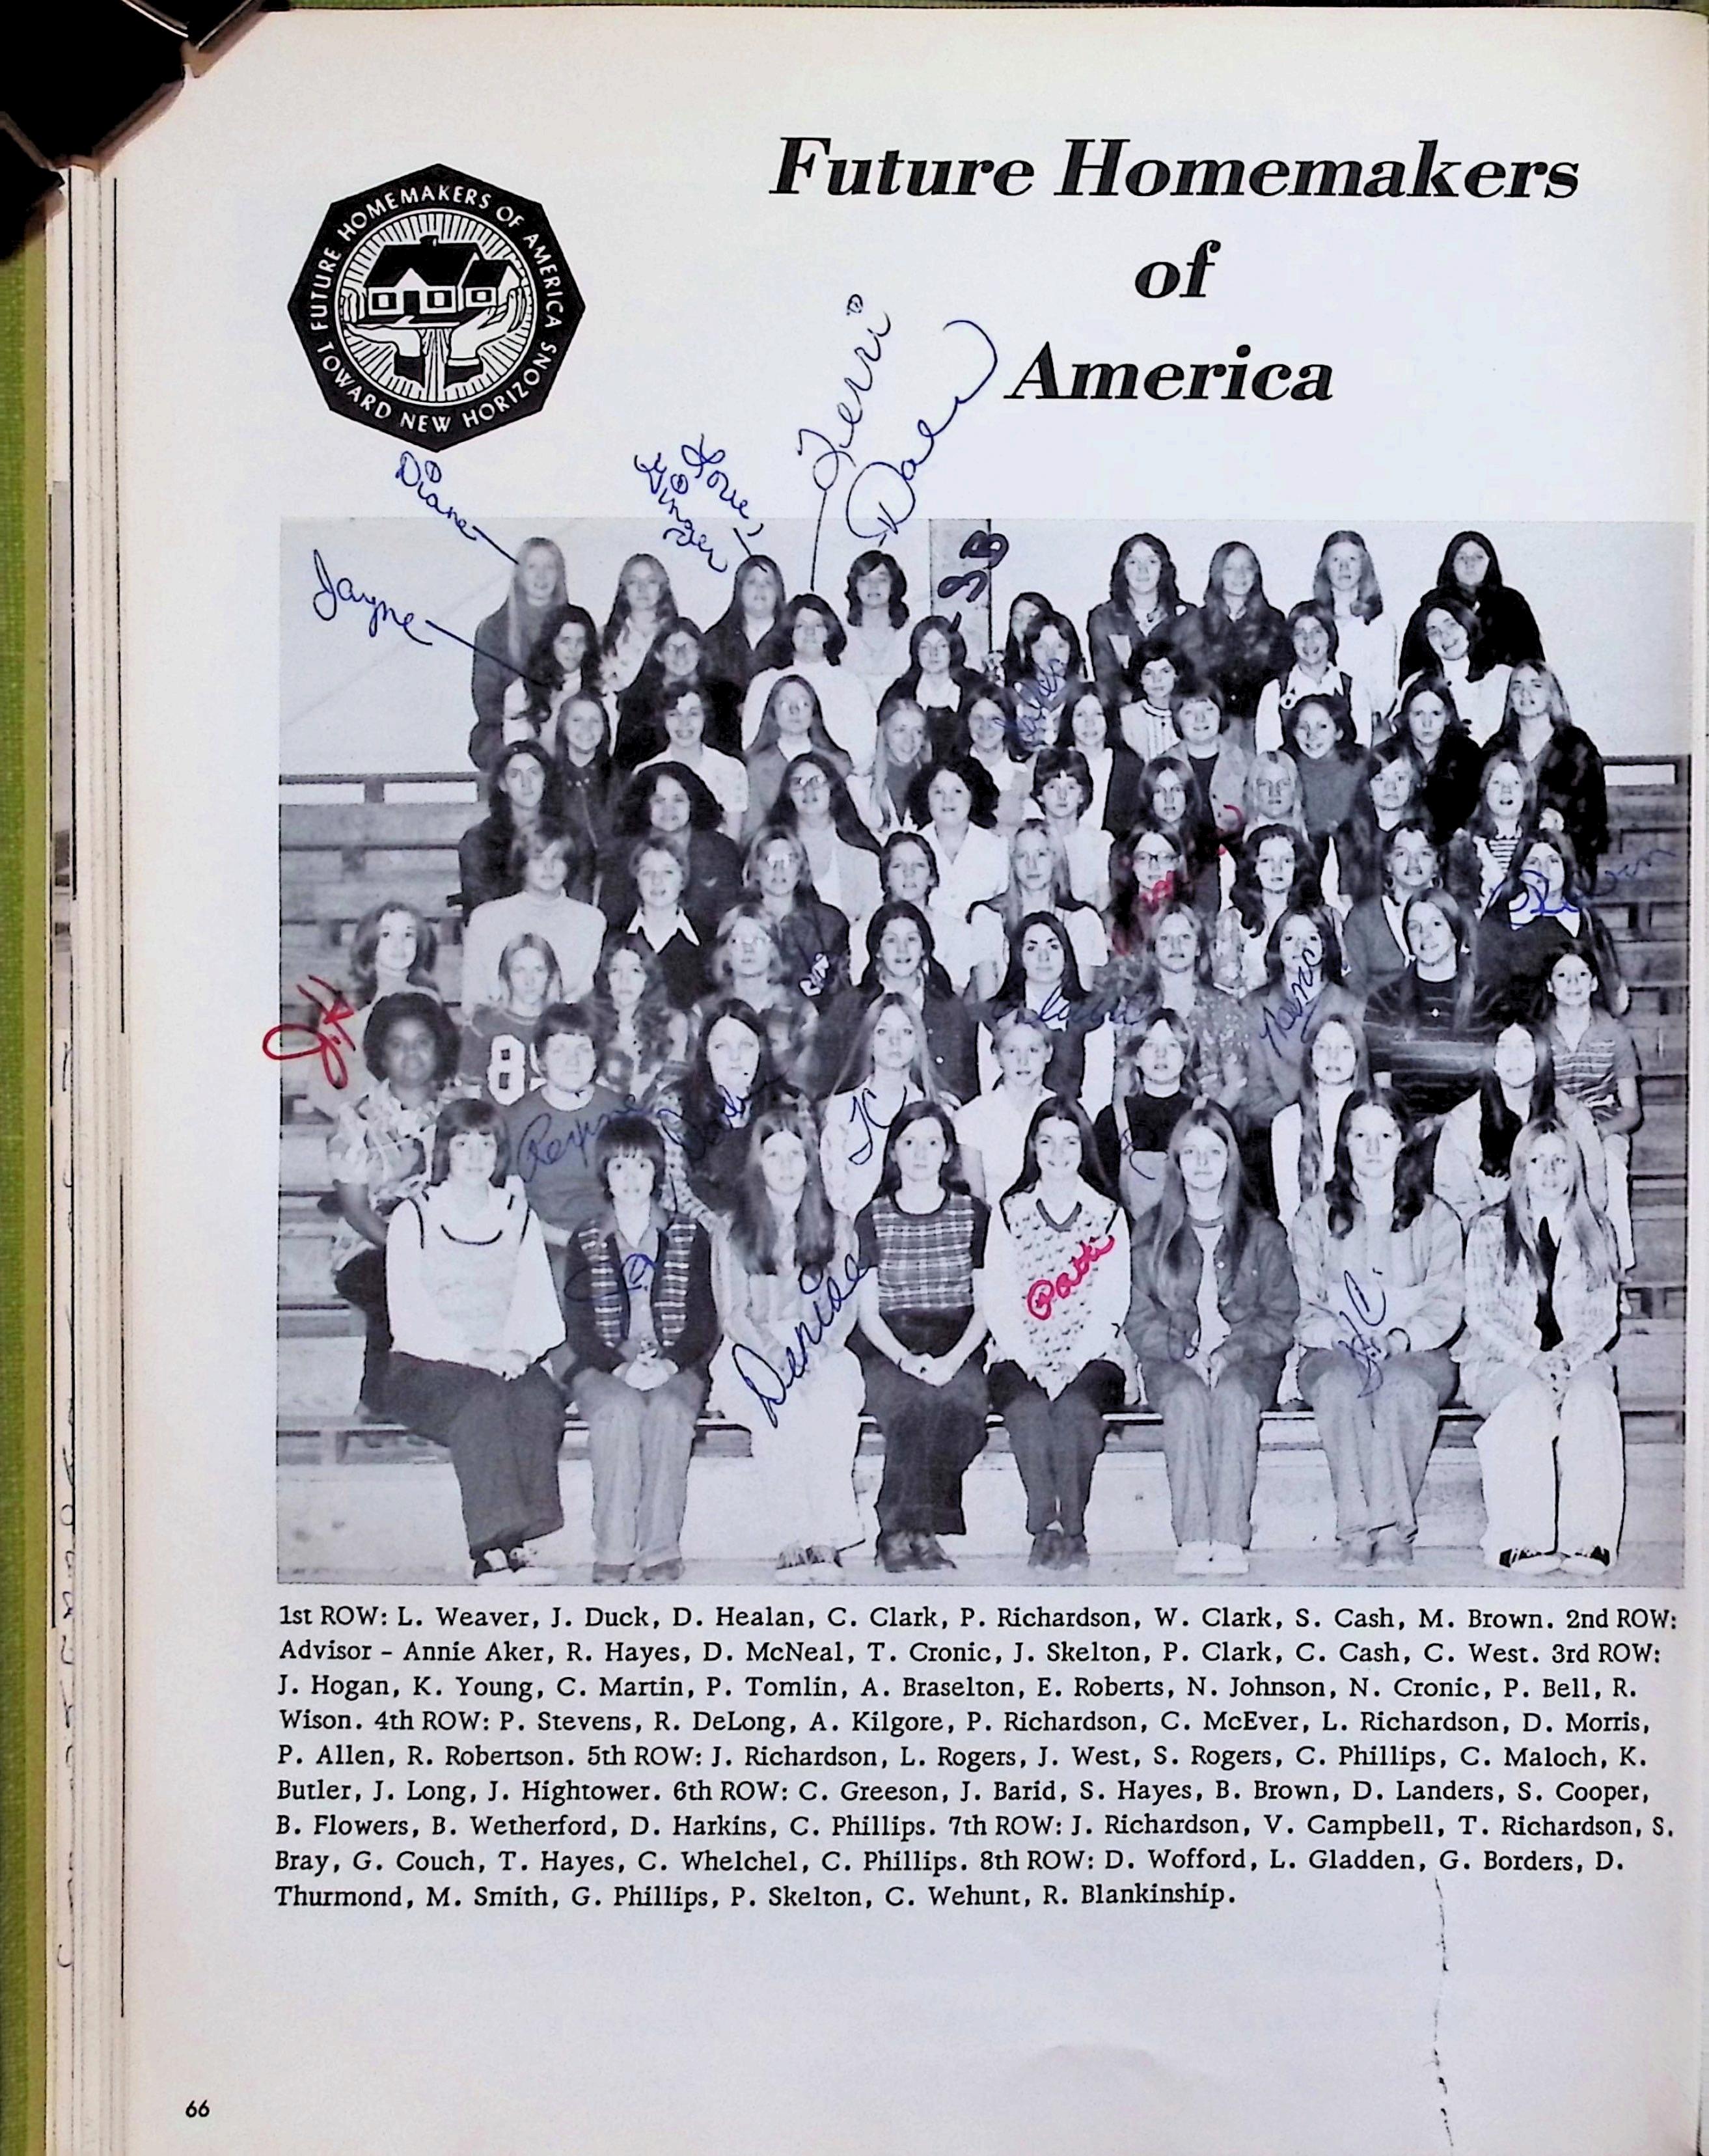 Future Homemakers
of
America
FUTURE HOMEMAKERS OF AMERICA
TOWARD NEW HORIZONS
Diane
Love,
Ginger
Terri
Jayne
Nanc
8
Denise
Patti
JC
1st ROW: L. Weaver, J. Duck, D. Healan, C. Clark, P. Richardson, W. Clark, S. Cash, M. Brown. 2nd ROW:
Advisor - Annie Aker, R. Hayes, D. McNeal, T. Cronic, J. Skelton, P. Clark, C. Cash, C. West. 3rd ROW:
J. Hogan, K. Young, C. Martin, P. Tomlin, A. Braselton, E. Roberts, N. Johnson, N. Cronic, P. Bell, R.
Wison. 4th ROW: P. Stevens, R. DeLong, A. Kilgore, P. Richardson, C. McEver, L. Richardson, D. Morris,
P. Allen, R. Robertson. 5th ROW: J. Richardson, L. Rogers, J. West, S. Rogers, C. Phillips, C. Maloch, K.
Butler, J. Long, J. Hightower. 6th ROW: C. Greeson, J. Barid, S. Hayes, B. Brown, D. Landers, S. Cooper,
B. Flowers, B. Wetherford, D. Harkins, C. Phillips. 7th ROW: J. Richardson, V. Campbell, T. Richardson, S.
Bray, G. Couch, T. Hayes, C. Whelchel, C. Phillips. 8th ROW: D. Wofford, L. Gladden, G. Borders, D.
Thurmond, M. Smith, G. Phillips, P. Skelton, C. Wehunt, R. Blankinship.
66